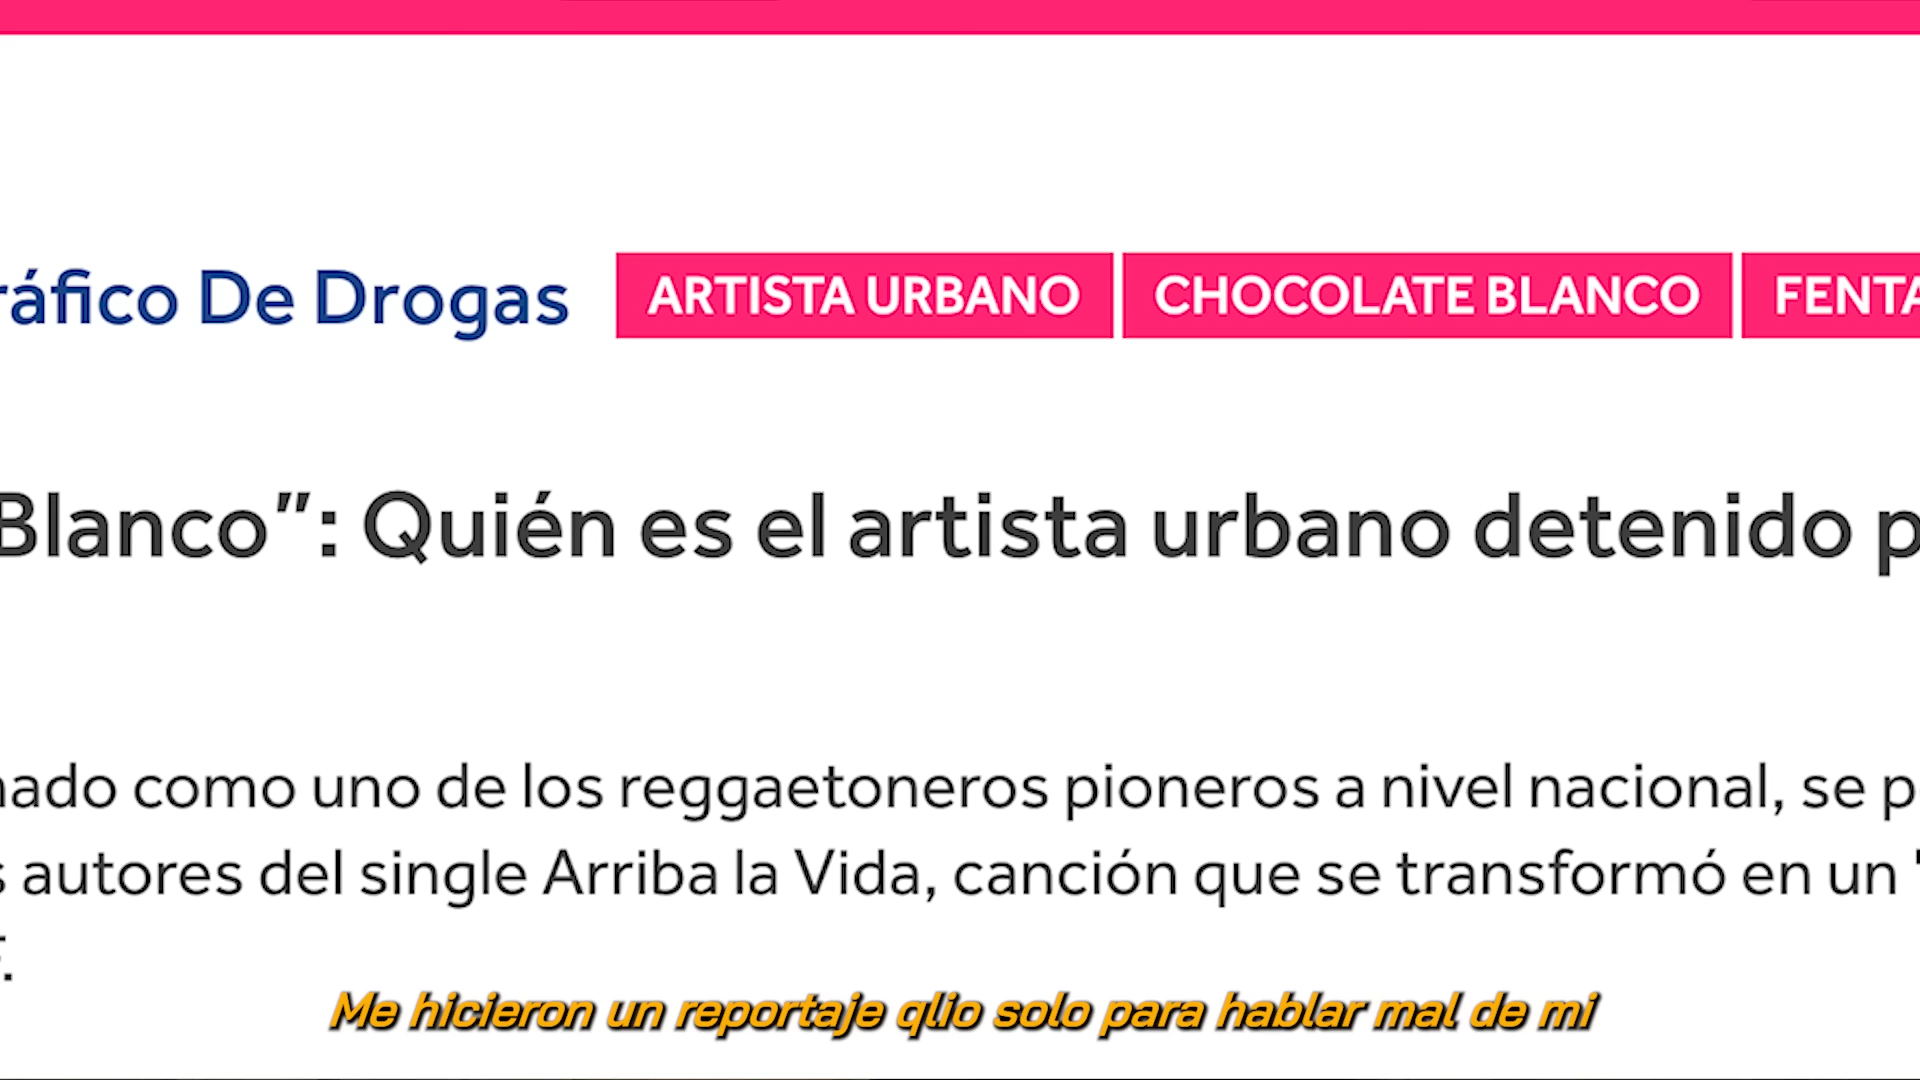 ráfico De Drogas ARTISTA URBANO CHOCOLATE BLANCO FENTA
Blanco": Quién es el artista urbano detenido p
nado como uno de los reggaetoneros pioneros a nivel nacional, se p
s autores del single Arriba la Vida, canción que se transformó en un "
Me hicieron un reportaje qlio solo para hablar mal de mi